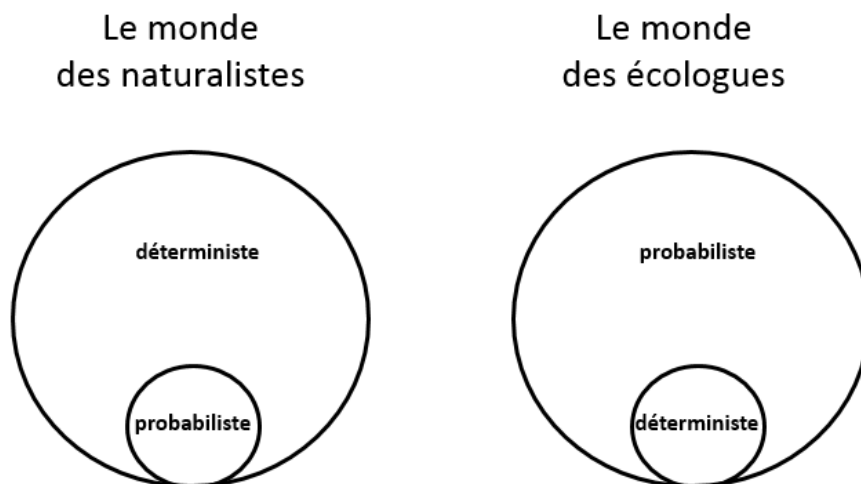 Le monde
des naturalistes
déterministe
probabiliste
Le monde
des écologues
probabiliste
déterministe